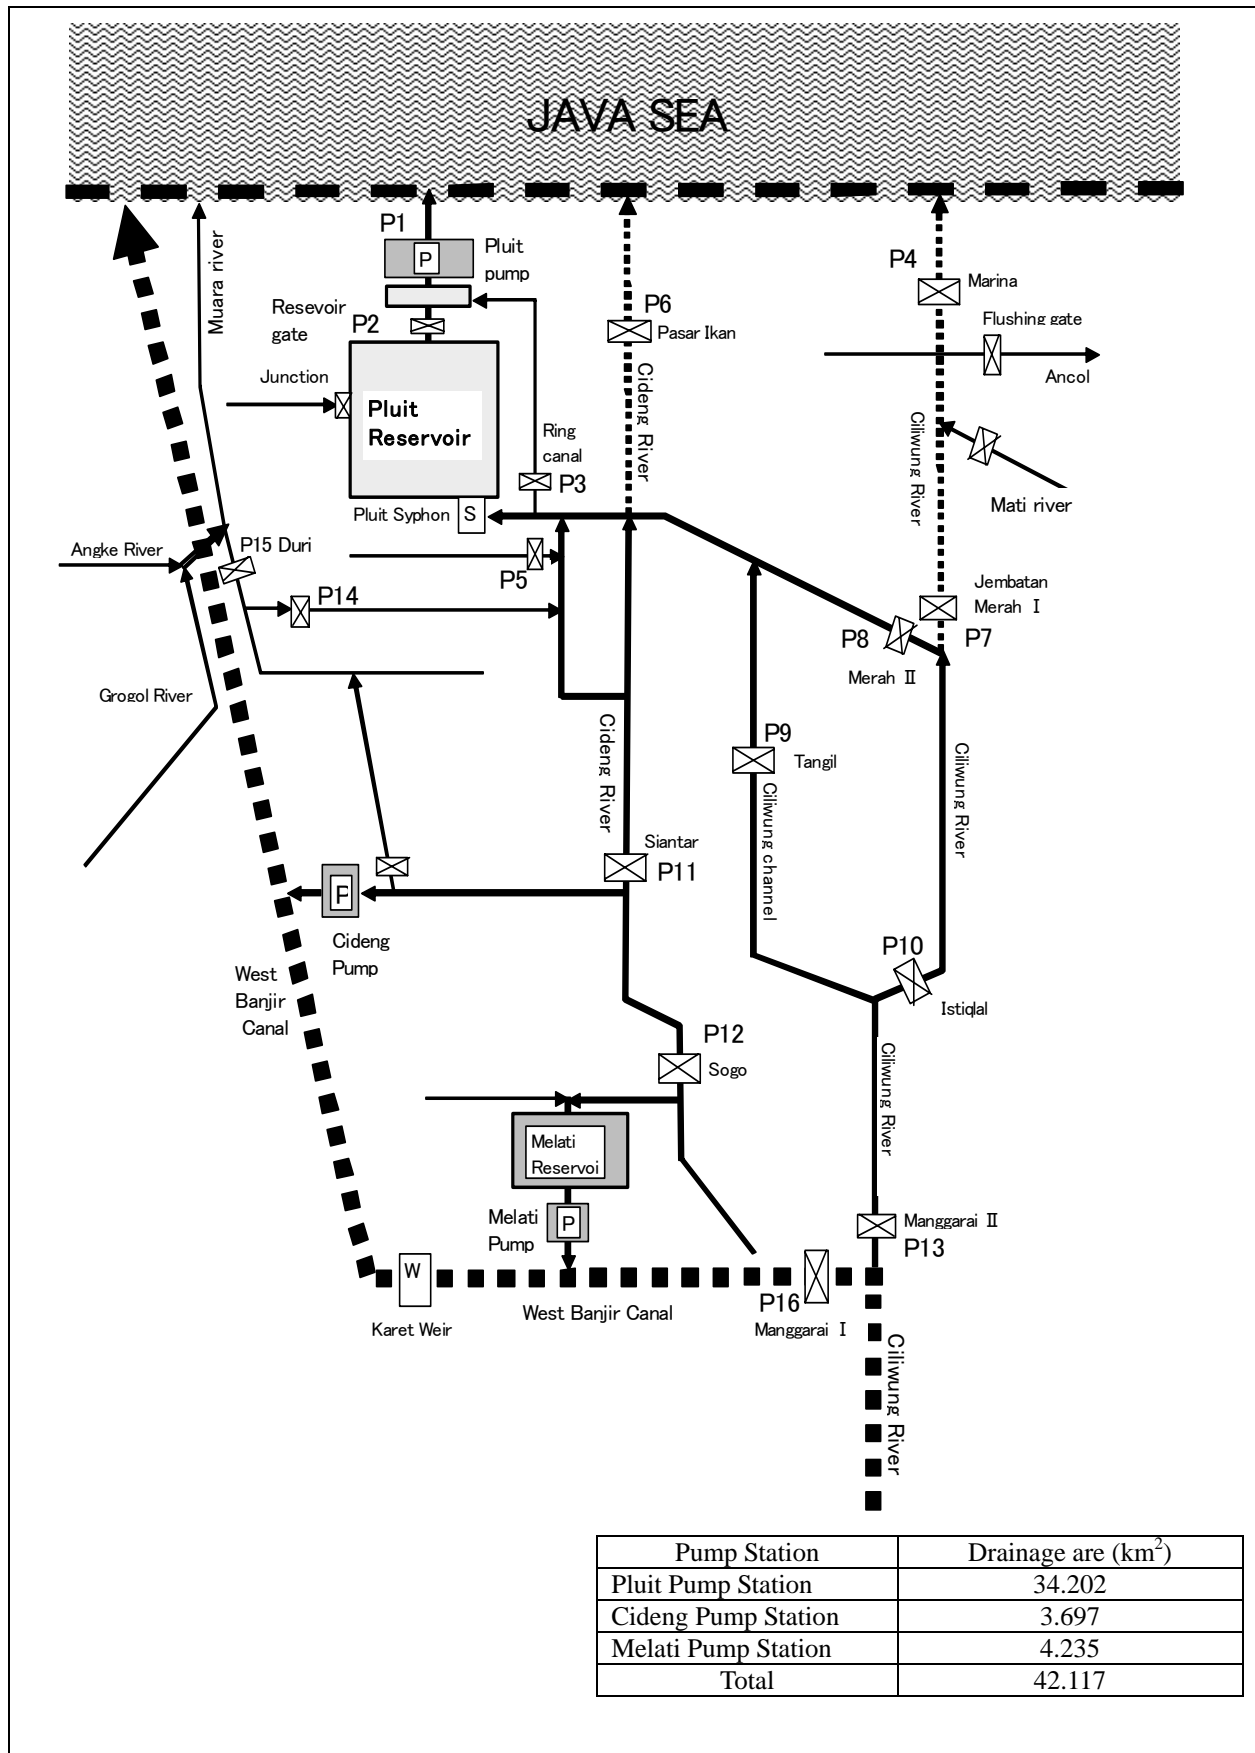 JAVA SEA
Muara river
P1
P
Pluit
pump
Resevoir
gate
P2
P6
Pasar Ikan
P4
Marina
Flushing gate
Ancol
Junction
Pluit
Reservoir
Cideng River
Ring
canal
P3
Ciliwung River
Mati river
Pluit Syphon
S
Angke River
P15 Duri
P5
P14
Jembatan
Merah I
P7
P8
Merah II
Grogol River
Cideng River
P9
Tangil
Ciliwung channel
Ciliwung River
Siantar
P11
P
Cideng
Pump
West
Banjir
Canal
P10
Istiqlal
P12
Sogo
Ciliwung River
Melati
Reservoi
Melati
Pump
P
Manggarai II
P13
W
Karet Weir
West Banjir Canal
P16
Manggarai I
Ciliwung River
Pump Station Drainage are (km²)
Pluit Pump Station 34.202
Cideng Pump Station 3.697
Melati Pump Station 4.235
Total 42.117